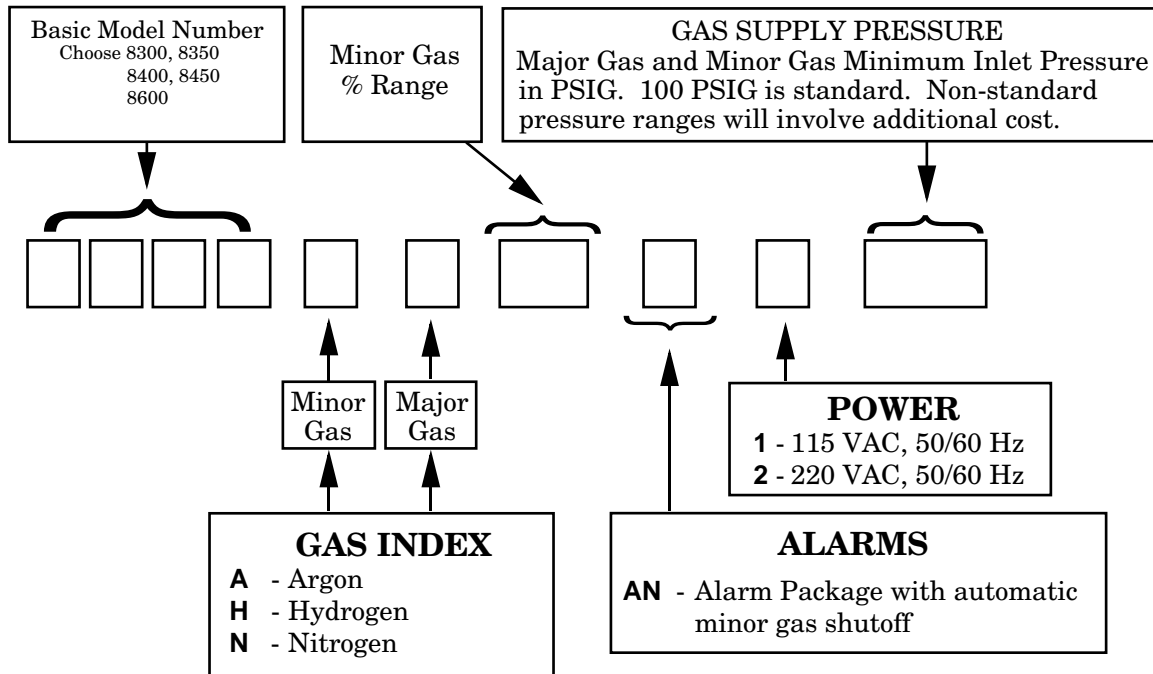 Basic Model Number
Choose 8300, 8350
8400, 8450
8600
Minor Gas
% Range
GAS SUPPLY PRESSURE
Major Gas and Minor Gas Minimum Inlet Pressure
in PSIG. 100 PSIG is standard. Non-standard
pressure ranges will involve additional cost.
Minor
Gas
Major
Gas
POWER
1 - 115 VAC, 50/60 Hz
2 - 220 VAC, 50/60 Hz
GAS INDEX
A - Argon
H - Hydrogen
N - Nitrogen
ALARMS
AN - Alarm Package with automatic
minor gas shutoff